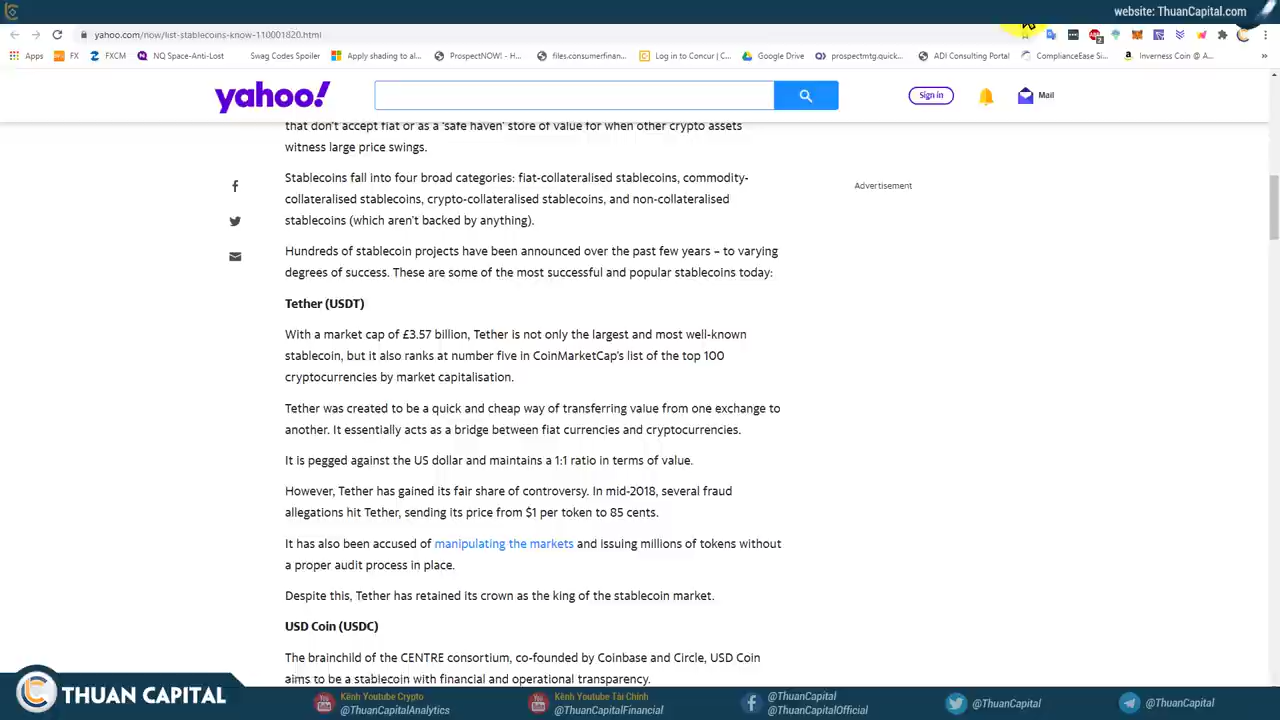 website: ThuanCapital.com
yahoo.com/now/list-stablecoins-know-110001820.html
Apps FX FXCM NQ Space-Anti-Lost Swag Codes Spoiler Apply shading to al... ProspectNOW! - H... files.consumerfinan... Log in to Concur | C... Google Drive prospectmtg.quick... ADI Consulting Portal ComplianceEase Si... Inverness Coin @ A... »
yahoo! Sign in Mail
that don't accept fiat or as a 'safe haven' store of value for when other crypto assets
witness large price swings.
Stablecoins fall into four broad categories: fiat-collateralised stablecoins, commodity-
Advertisement
collateralised stablecoins, crypto-collateralised stablecoins, and non-collateralised
stablecoins (which aren't backed by anything).
Hundreds of stablecoin projects have been announced over the past few years – to varying
degrees of success. These are some of the most successful and popular stablecoins today:
Tether (USDT)
With a market cap of £3.57 billion, Tether is not only the largest and most well-known
stablecoin, but it also ranks at number five in CoinMarketCap's list of the top 100
cryptocurrencies by market capitalisation.
Tether was created to be a quick and cheap way of transferring value from one exchange to
another. It essentially acts as a bridge between fiat currencies and cryptocurrencies.
It is pegged against the US dollar and maintains a 1:1 ratio in terms of value.
However, Tether has gained its fair share of controversy. In mid-2018, several fraud
allegations hit Tether, sending its price from $1 per token to 85 cents.
It has also been accused of manipulating the markets and issuing millions of tokens without
a proper audit process in place.
Despite this, Tether has retained its crown as the king of the stablecoin market.
USD Coin (USDC)
The brainchild of the CENTRE consortium, co-founded by Coinbase and Circle, USD Coin
aims to be a stablecoin with financial and operational transparency.
THUAN CAPITAL
Kênh Youtube Crypto
@ThuanCapitalAnalytics
Kênh Youtube Tài Chính
@ThuanCapitalFinancial
@ThuanCapital
@ThuanCapitalOfficial
@ThuanCapital
@ThuanCapital